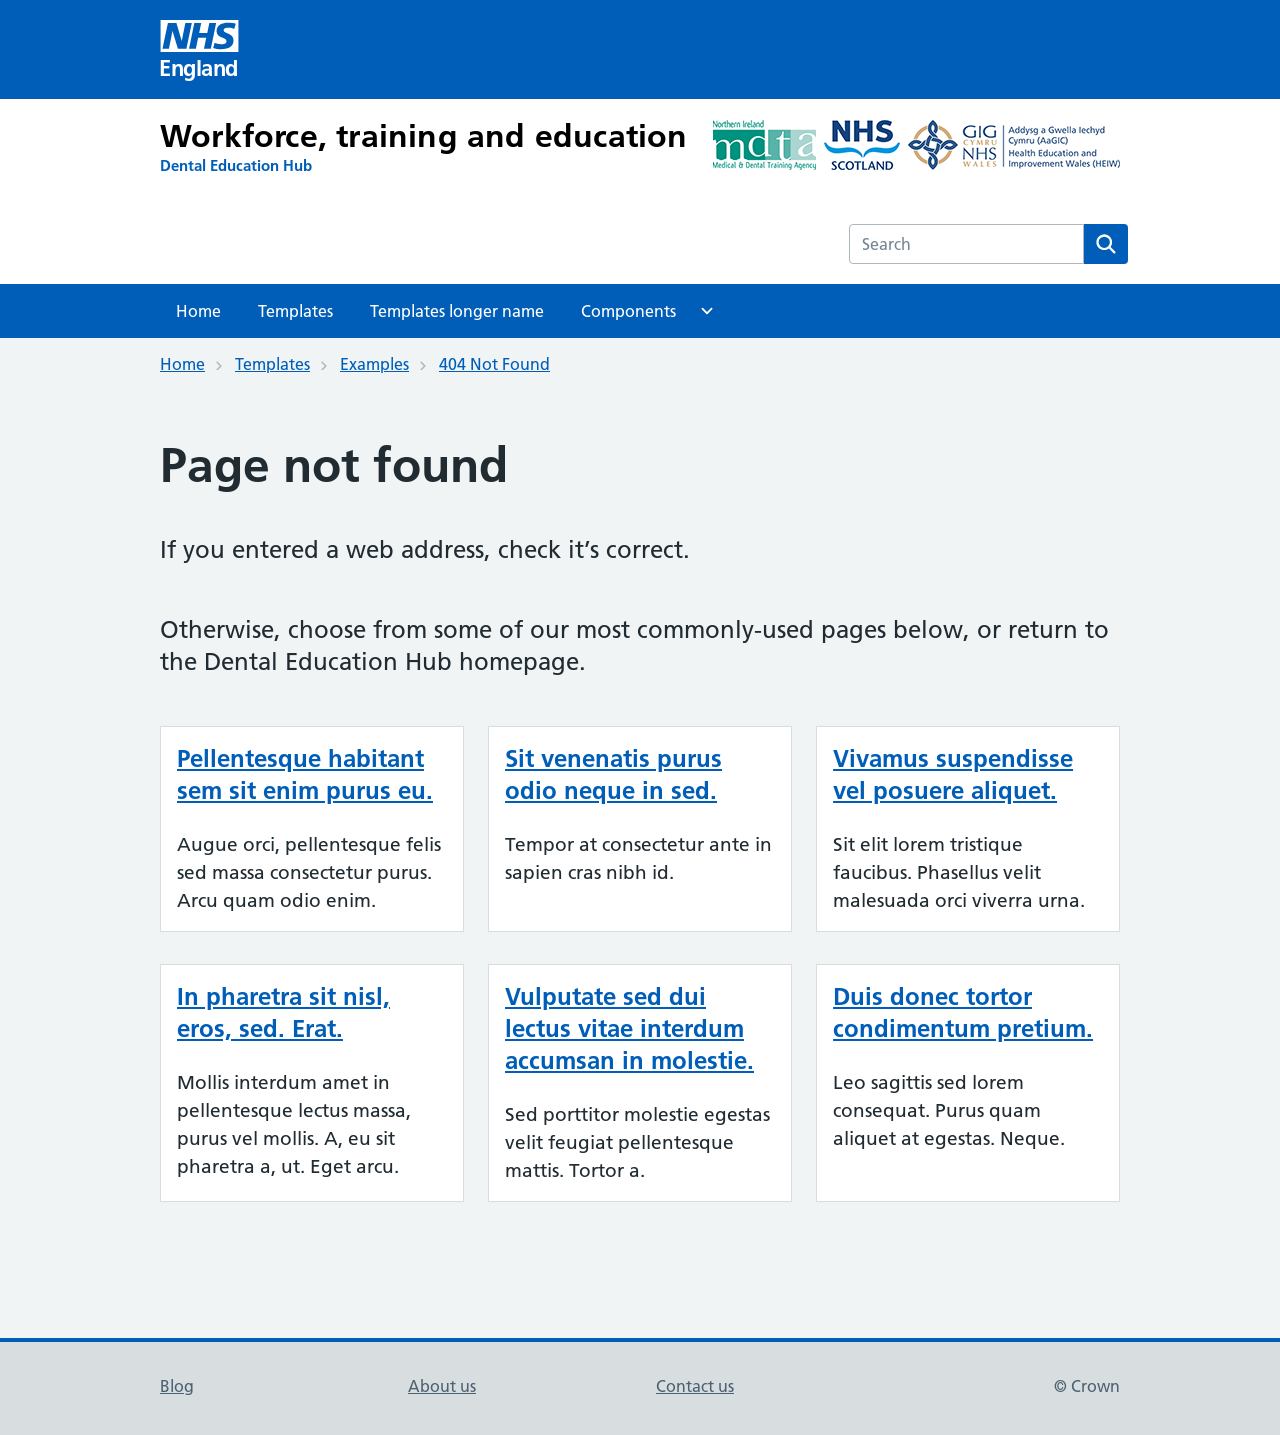 NHS
England
Workforce, training and education
Dental Education Hub
Northern Ireland
mdta
Medical & Dental Training Agency
NHS
SCOTLAND
GIG
CYMRU
NHS
WALES
Addysg a Gwella Iechyd
Cymru (AaGIC)
Health Education and
Improvement Wales (HEIW)
Search
Home
Templates
Templates longer name
Components
Home
Templates
Examples
404 Not Found
Page not found
If you entered a web address, check it’s correct.
Otherwise, choose from some of our most commonly-used pages below, or return to
the Dental Education Hub homepage.
Pellentesque habitant
sem sit enim purus eu.
Augue orci, pellentesque felis
sed massa consectetur purus.
Arcu quam odio enim.
Sit venenatis purus
odio neque in sed.
Tempor at consectetur ante in
sapien cras nibh id.
Vivamus suspendisse
vel posuere aliquet.
Sit elit lorem tristique
faucibus. Phasellus velit
malesuada orci viverra urna.
In pharetra sit nisl,
eros, sed. Erat.
Mollis interdum amet in
pellentesque lectus massa,
purus vel mollis. A, eu sit
pharetra a, ut. Eget arcu.
Vulputate sed dui
lectus vitae interdum
accumsan in molestie.
Sed porttitor molestie egestas
velit feugiat pellentesque
mattis. Tortor a.
Duis donec tortor
condimentum pretium.
Leo sagittis sed lorem
consequat. Purus quam
aliquet at egestas. Neque.
Blog
About us
Contact us
© Crown